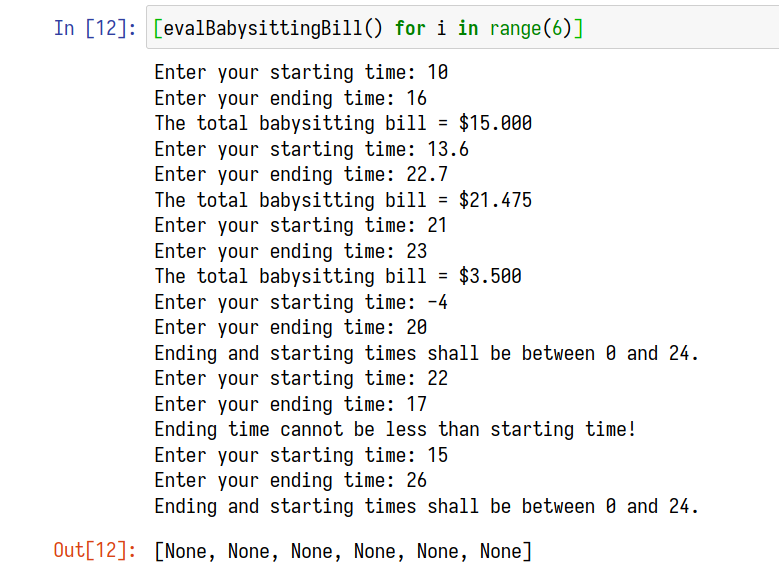 In [12]: [evalBabysittingBill() for i in range(6)]
Enter your starting time: 10
Enter your ending time: 16
The total babysitting bill = $15.000
Enter your starting time: 13.6
Enter your ending time: 22.7
The total babysitting bill = $21.475
Enter your starting time: 21
Enter your ending time: 23
The total babysitting bill = $3.500
Enter your starting time: -4
Enter your ending time: 20
Ending and starting times shall be between 0 and 24.
Enter your starting time: 22
Enter your ending time: 17
Ending time cannot be less than starting time!
Enter your starting time: 15
Enter your ending time: 26
Ending and starting times shall be between 0 and 24.
Out[12]: [None, None, None, None, None, None]